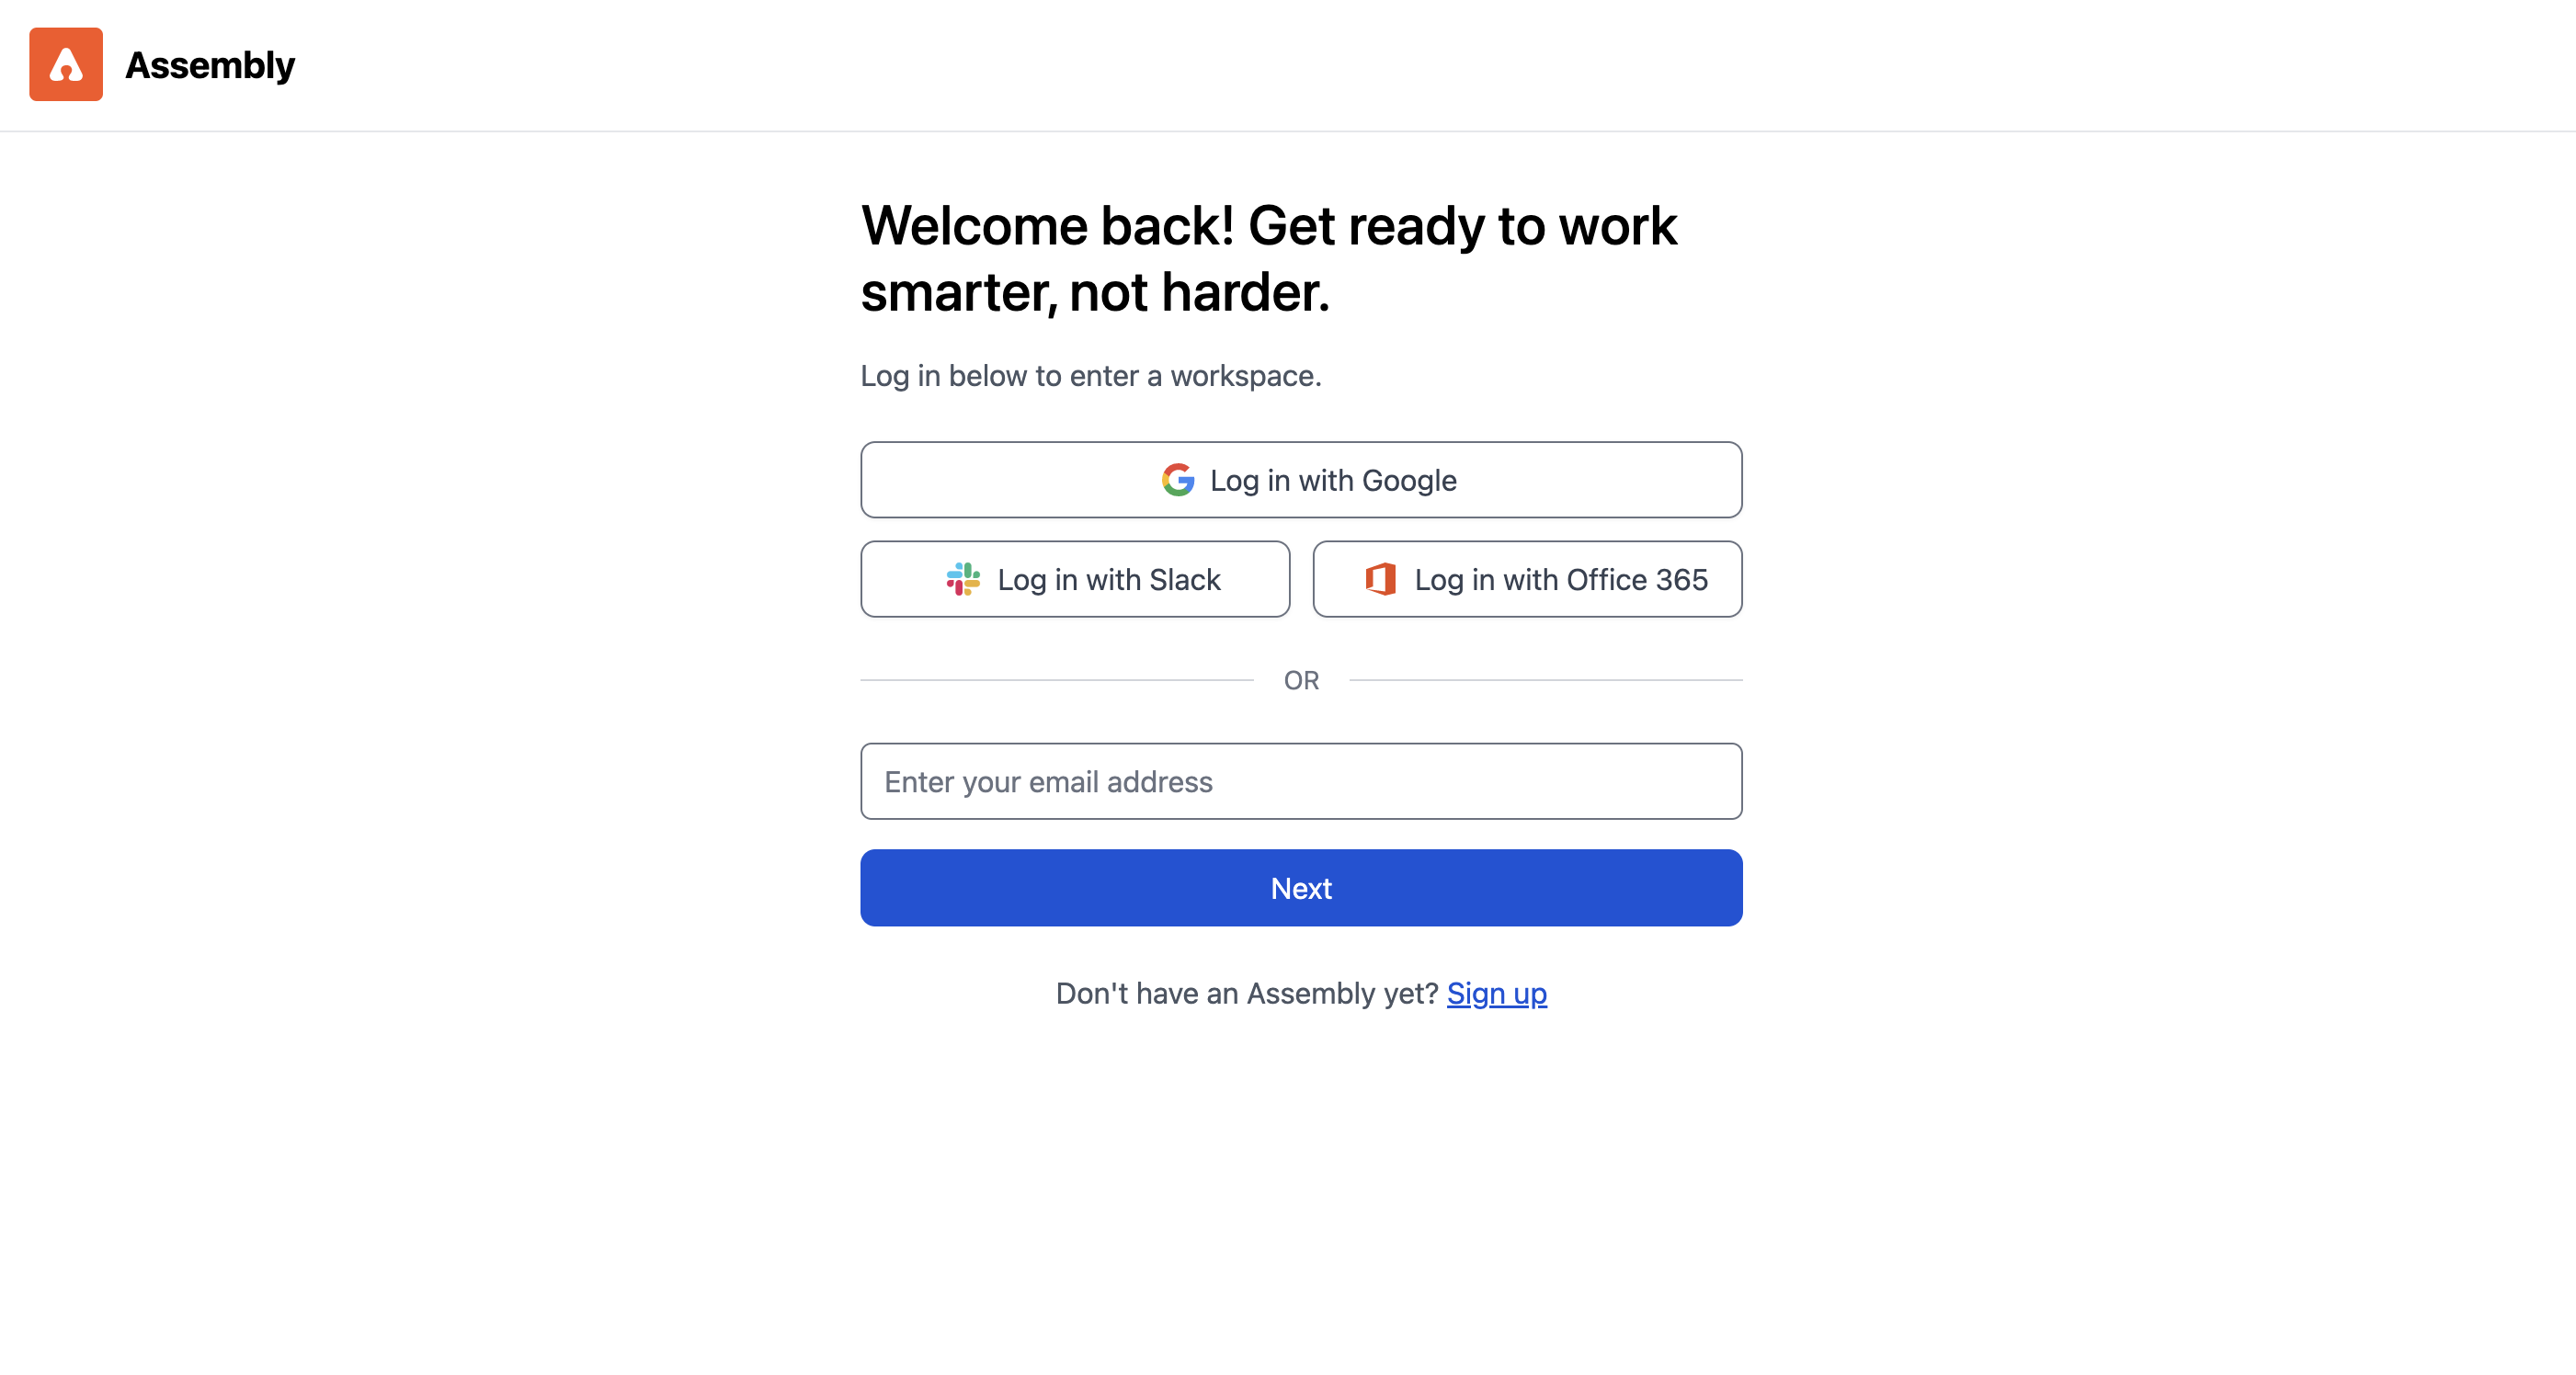 Assembly
Welcome back! Get ready to work
smarter, not harder.
Log in below to enter a workspace.
Log in with Google
Log in with Slack
Log in with Office 365
OR
Enter your email address
Next
Don't have an Assembly yet? Sign up